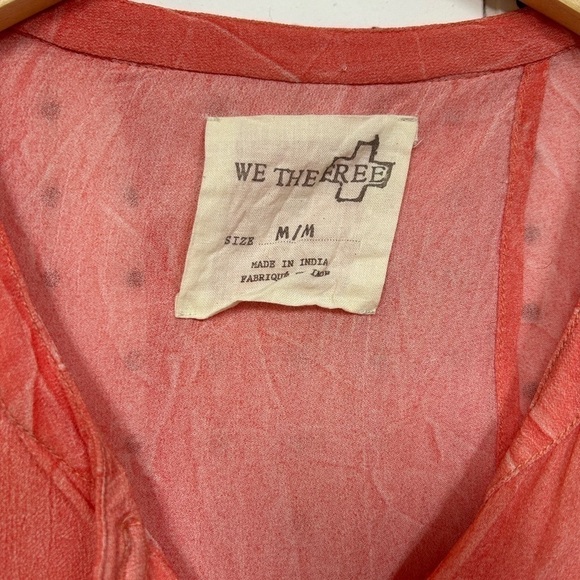 WE THE FREE
SIZE M/M
MADE IN INDIA
FABRIQUÉ —